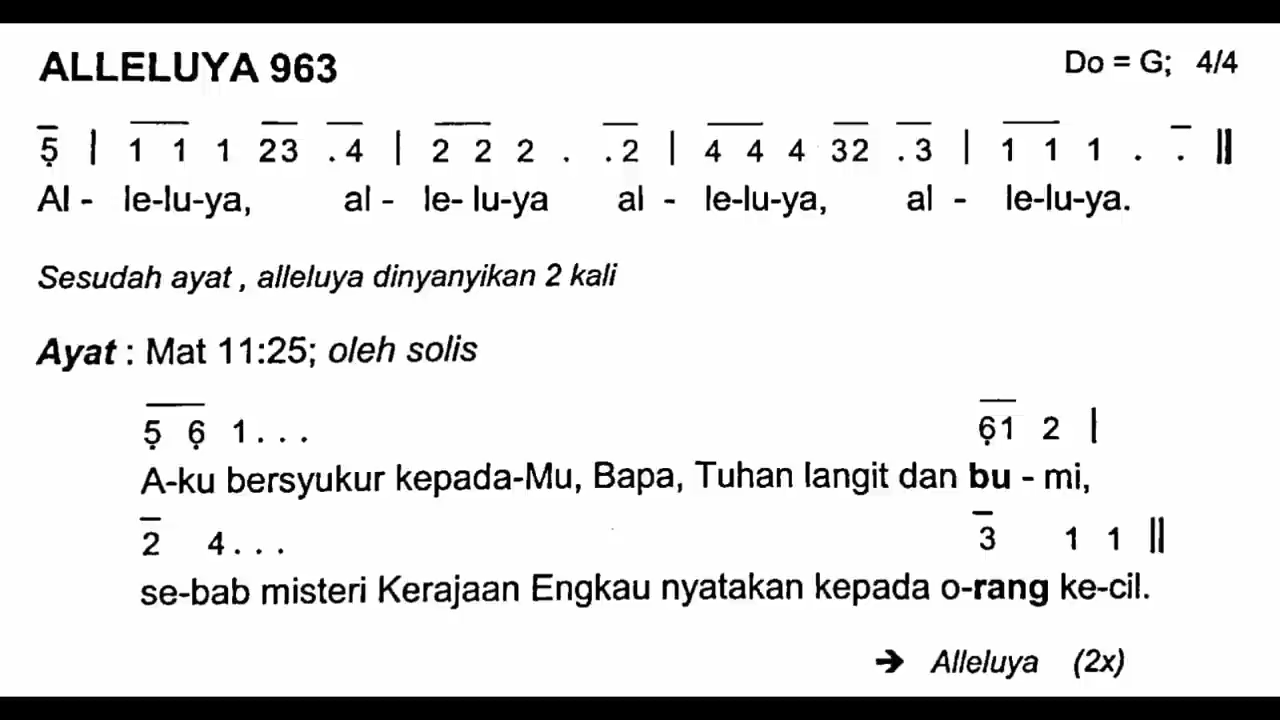 ALLELUYA 963 Do = G; 4/4
5̣ | 1 1 1 23 . 4 | 2 2 2 . . 2 | 4 4 4 32 . 3 | 1 1 1 . . ||
Al - le-lu-ya, al - le- lu-ya al - le-lu-ya, al - le-lu-ya.
Sesudah ayat , alleluya dinyanyikan 2 kali
Ayat : Mat 11:25; oleh solis
5̣ 6̣ 1 . . . 6̣1 2 |
A-ku bersyukur kepada-Mu, Bapa, Tuhan langit dan bu - mi,
2 4 . . . 3 1 1 ||
se-bab misteri Kerajaan Engkau nyatakan kepada o-rang ke-cil.
→ Alleluya (2x)